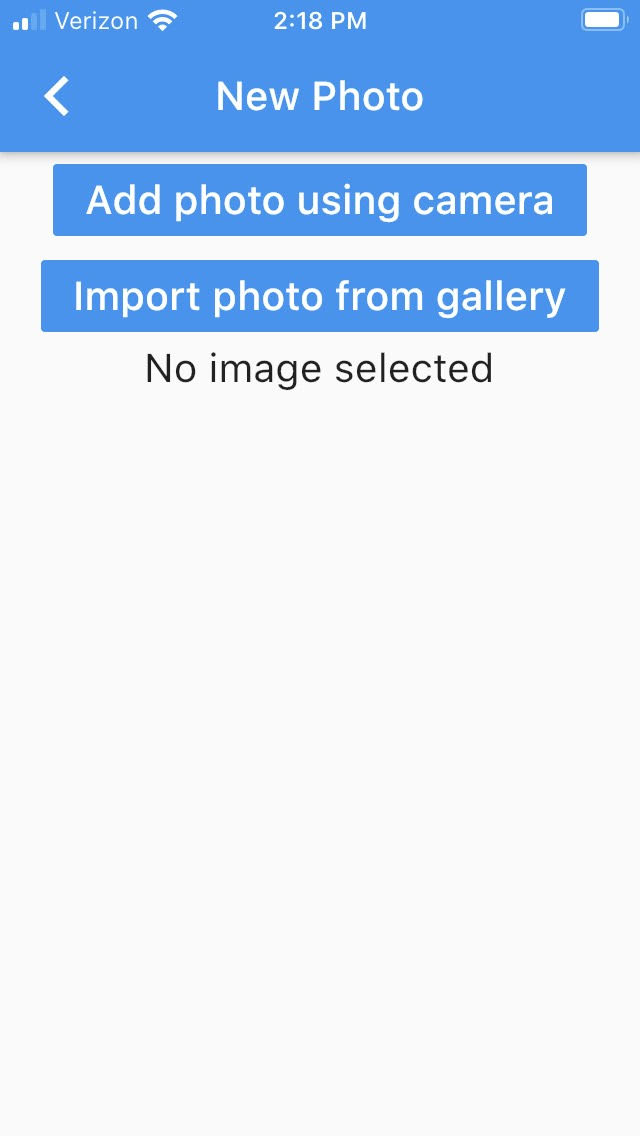 Verizon 2:18 PM
New Photo
Add photo using camera
Import photo from gallery
No image selected